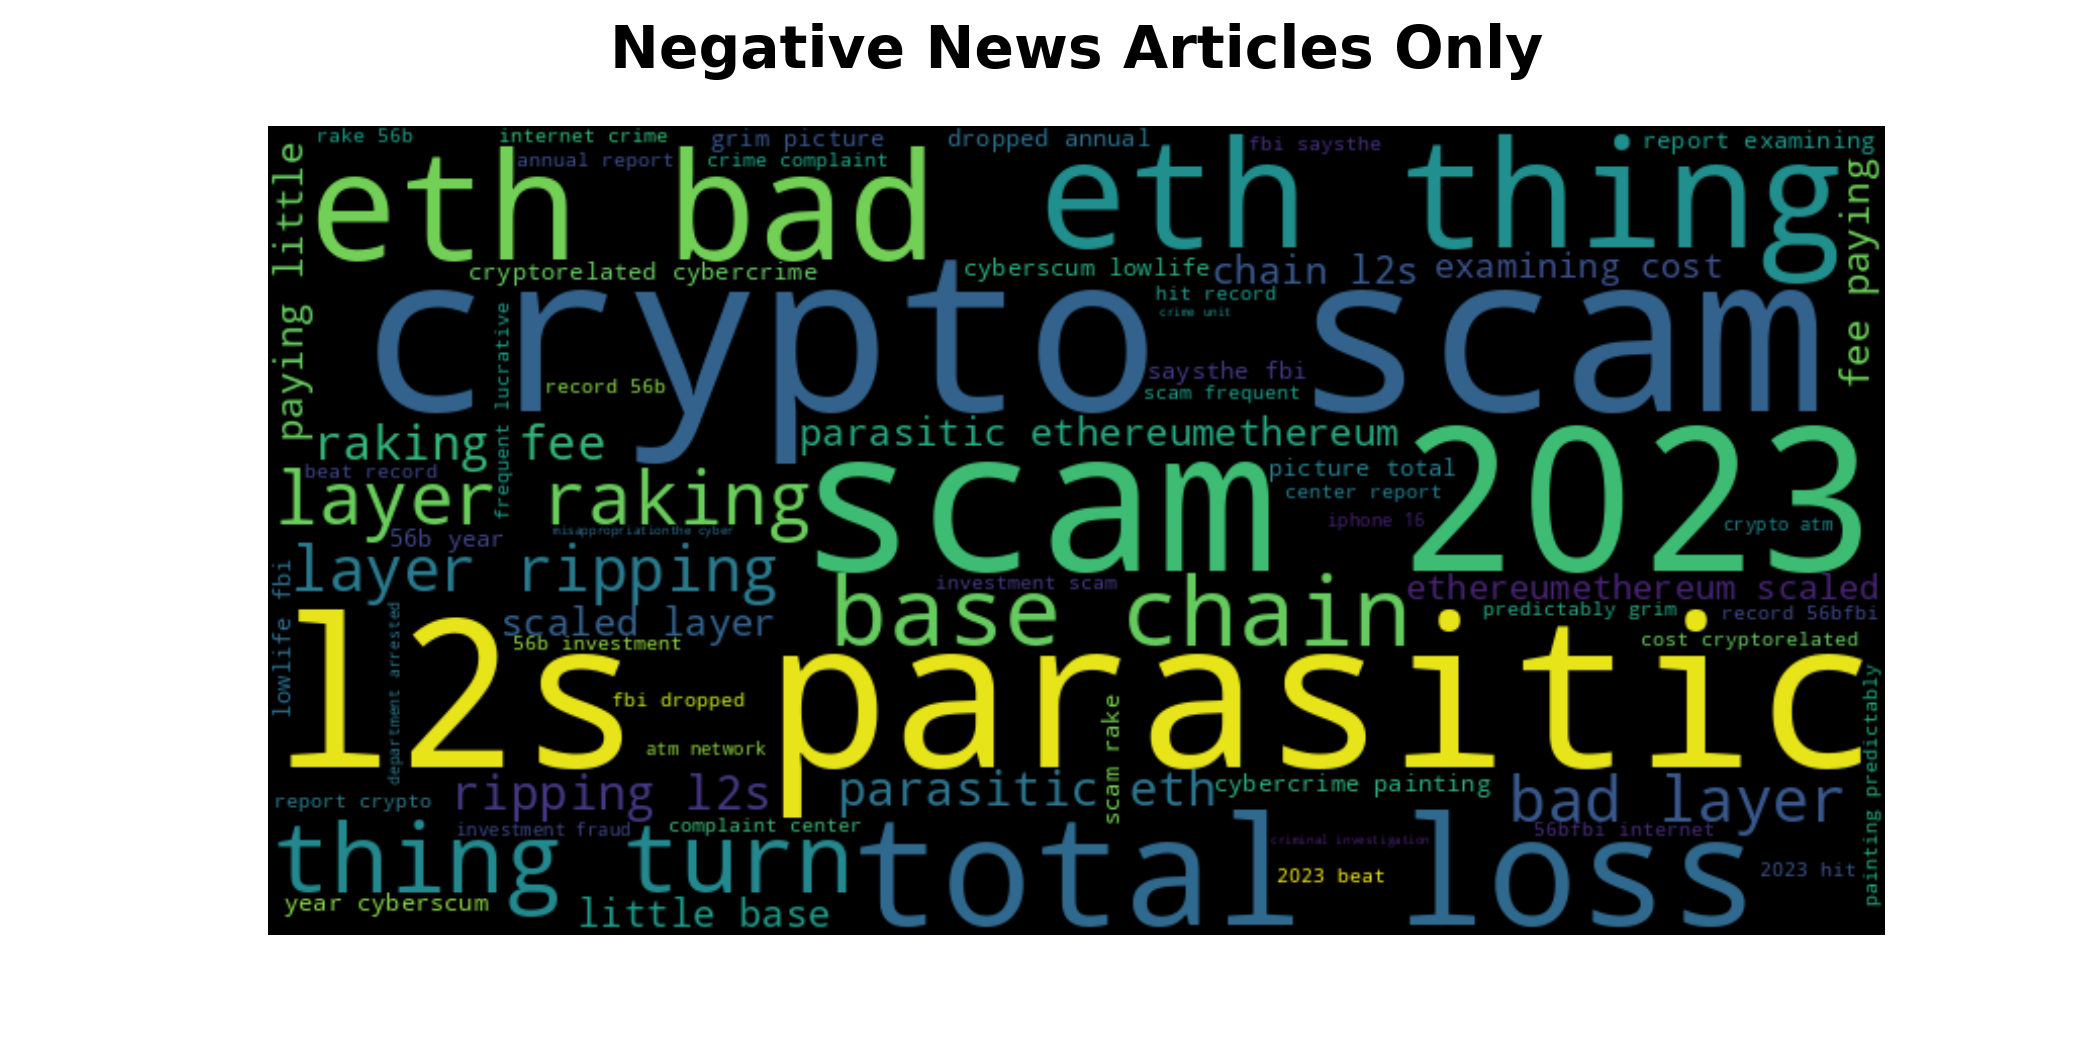 Negative News Articles Only
rake 56b
internet crime
grim picture
dropped annual
fbi saysthe
report examining
annual report
crime complaint
paying little
eth bad
eth thing
fee paying
cryptorelated cybercrime
cyberscum lowlife
chain l2s
examining cost
crypto scam
hit record
crime unit
frequent lucrative
record 56b
saysthe fbi
scam frequent
raking fee
parasitic ethereumethereum
scam 2023
beat record
layer raking
picture total
center report
iphone 16
crypto atm
56b year
misappropriationthe cyber
layer ripping
lowlife fbi
investment scam
base chain
ethereumethereum scaled
department arrested
scaled layer
predictably grim
record 56bfbi
56b investment
cost cryptorelated
l2s parasitic
fbi dropped
atm network
scam rake
painting predictably
ripping l2s
parasitic eth
cybercrime painting
bad layer
report crypto
investment fraud
complaint center
56bfbi internet
thing turn
total loss
criminal investigation
2023 beat
2023 hit
year cyberscum
little base